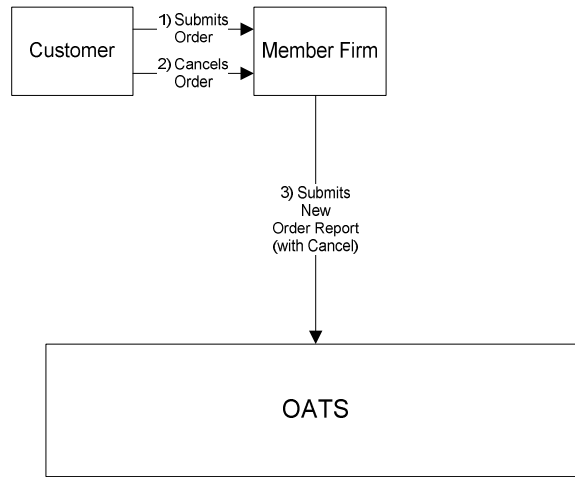 Customer
1) Submits
Order
2) Cancels
Order
Member Firm
3) Submits
New
Order Report
(with Cancel)
OATS